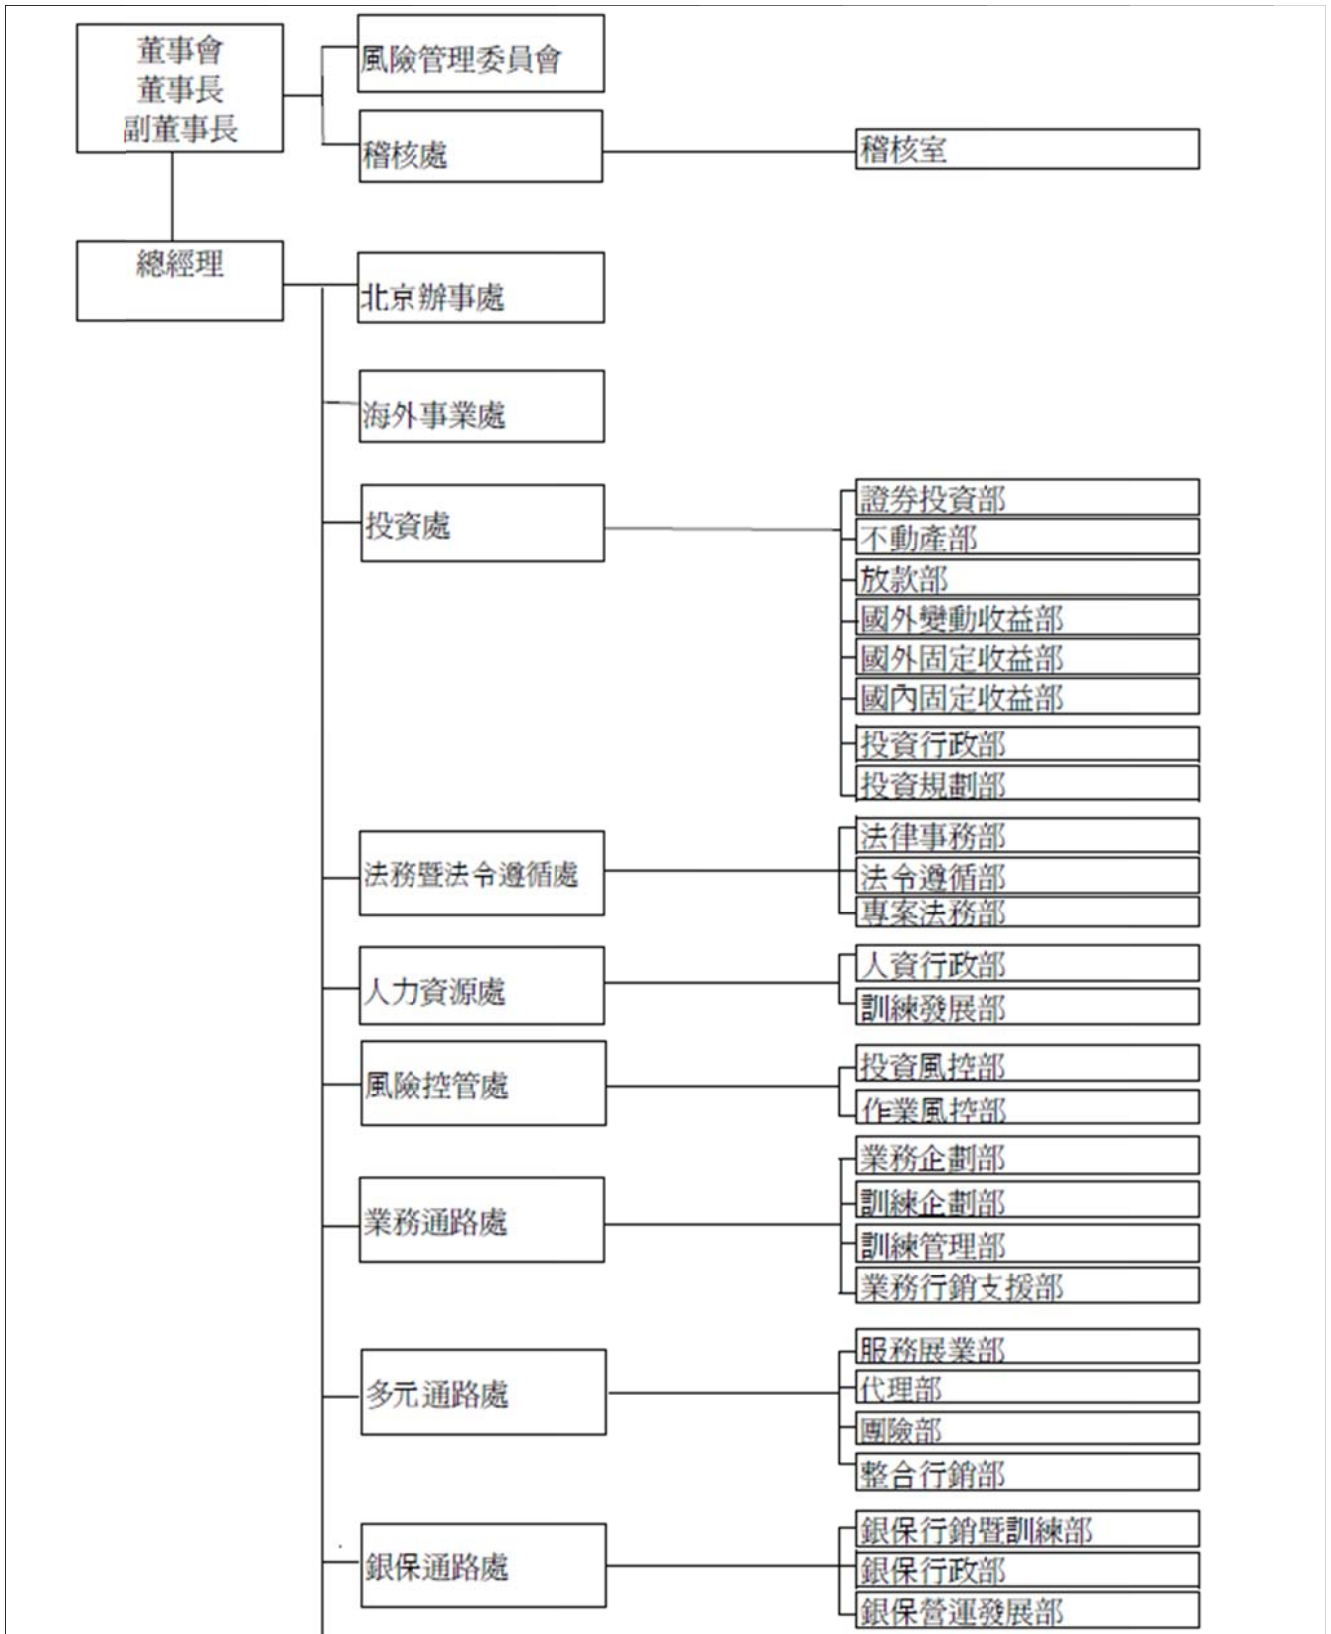 董事會
董事長
副董事長
風險管理委員會
稽核處
稽核室
總經理
北京辦事處
海外事業處
投資處
證券投資部
不動產部
放款部
國外變動收益部
國外固定收益部
國內固定收益部
投資行政部
投資規劃部
法務暨法令遵循處
法律事務部
法令遵循部
專案法務部
人力資源處
人資行政部
訓練發展部
風險控管處
投資風控部
作業風控部
業務通路處
業務企劃部
訓練企劃部
訓練管理部
業務行銷支援部
多元通路處
服務展業部
代理部
團險部
整合行銷部
銀保通路處
銀保行銷暨訓練部
銀保行政部
銀保營運發展部